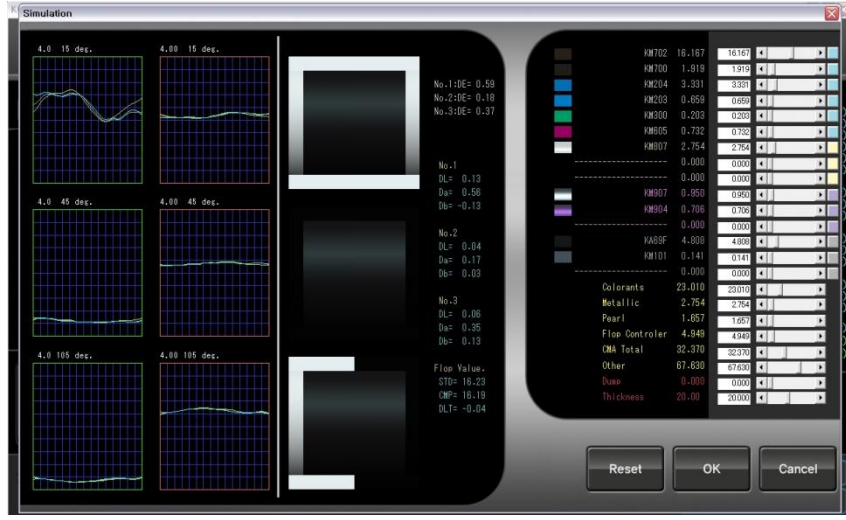 Simulation
4.0 15 deg.
4.00 15 deg.
4.0 45 deg.
4.00 45 deg.
4.0 105 deg.
4.00 105 deg.
No.1:DE= 0.59
No.2:DE= 0.18
No.3:DE= 0.37
No.1
DL= 0.13
Da= 0.56
Db= -0.13
No.2
DL= 0.04
Da= 0.17
Db= 0.03
No.3
DL= 0.06
Da= 0.35
Db= 0.13
Flop Value.
STD= 16.23
CMP= 16.19
DLT= -0.04
KM702 16.167 16.167
KM700 1.919 1.919
KM204 3.331 3.331
KM203 0.659 0.659
KM300 0.203 0.203
KM605 0.732 0.732
KM807 2.754 2.754
---------------- 0.000 0.000
---------------- 0.000 0.000
KM907 0.950 0.950
KM904 0.706 0.706
---------------- 0.000 0.000
KA69F 4.808 4.808
KM101 0.141 0.141
---------------- 0.000 0.000
Colorants 23.010 23.010
Metallic 2.754 2.754
Pearl 1.657 1.657
Flop Controler 4.949 4.949
CMA Total 32.370 32.370
Other 67.630 67.630
Dump 0.000 0.000
Thickness 20.00 20.000
Reset
OK
Cancel